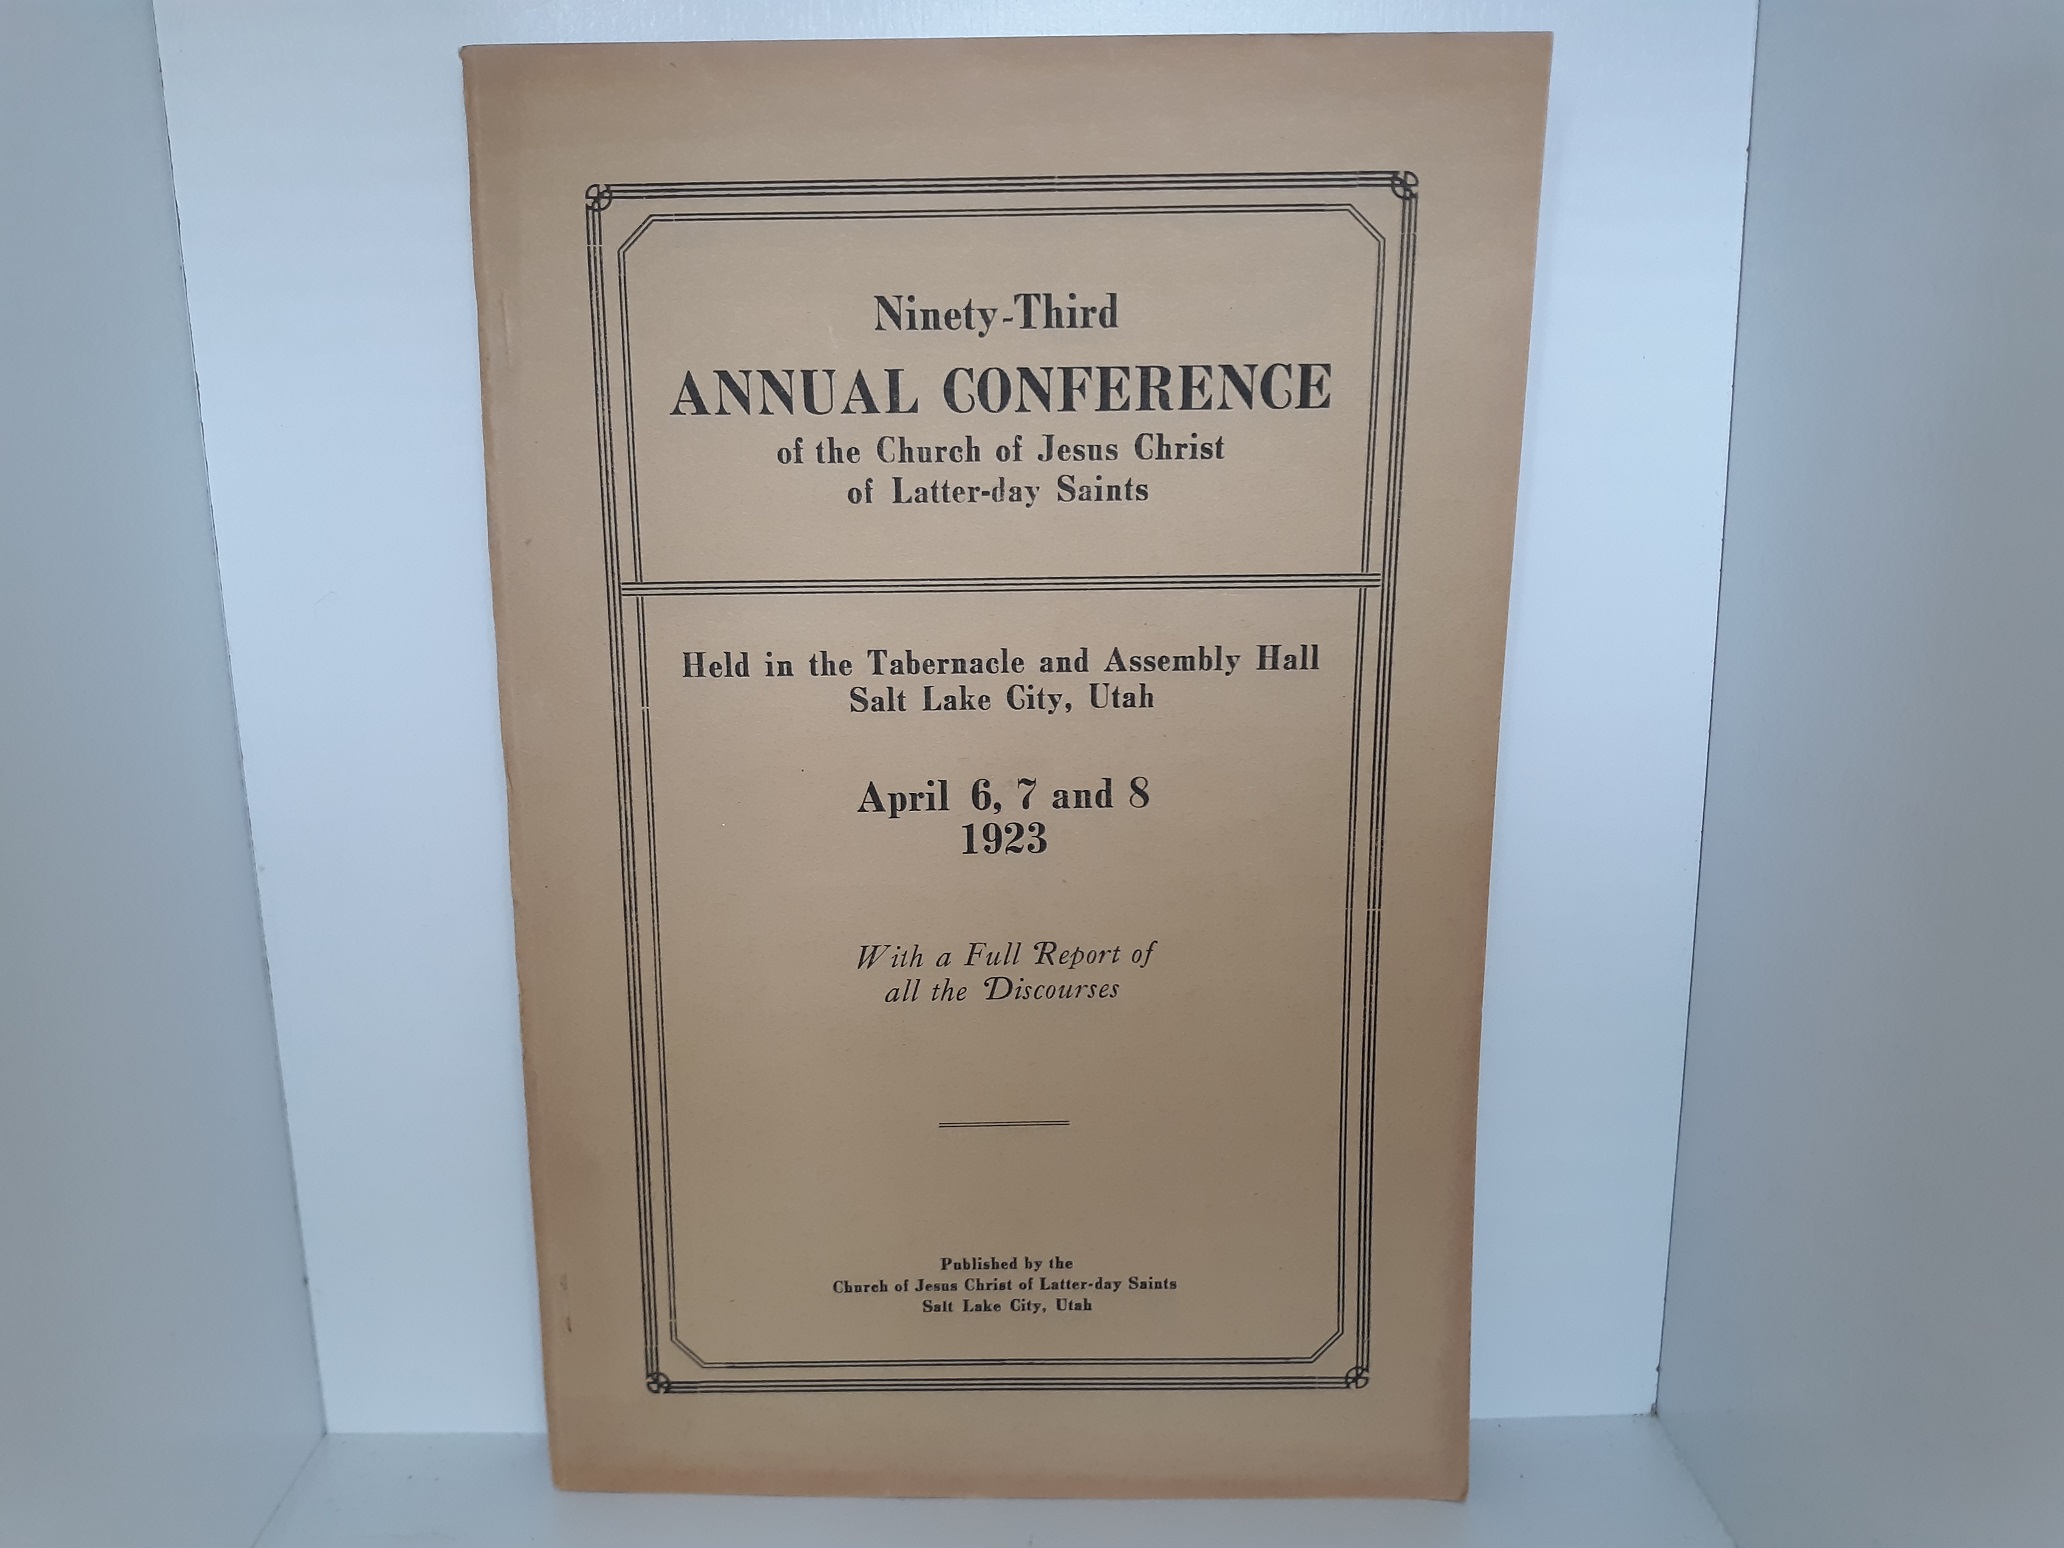 Ninety-Third
ANNUAL CONFERENCE
of the Church of Jesus Christ
of Latter-day Saints
Held in the Tabernacle and Assembly Hall
Salt Lake City, Utah
April 6, 7 and 8
1923
With a Full Report of
all the Discourses
Published by the
Church of Jesus Christ of Latter-day Saints
Salt Lake City, Utah